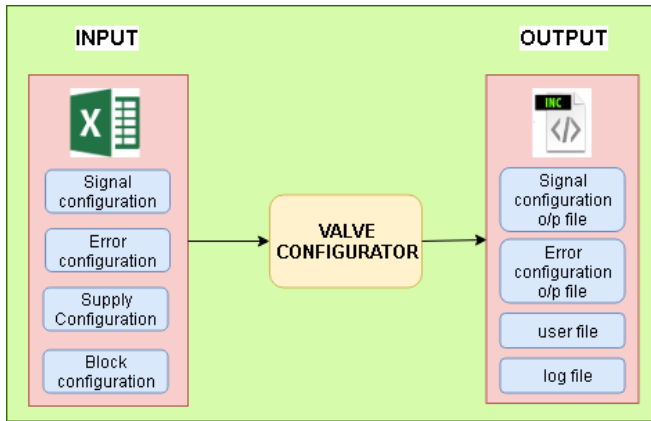 INPUT
X
Signal
configuration
Error
configuration
Supply
Configuration
Block
configuration
VALVE
CONFIGURATOR
OUTPUT
INC
</>
Signal
configuration
o/p file
Error
configuration
o/p file
user file
log file